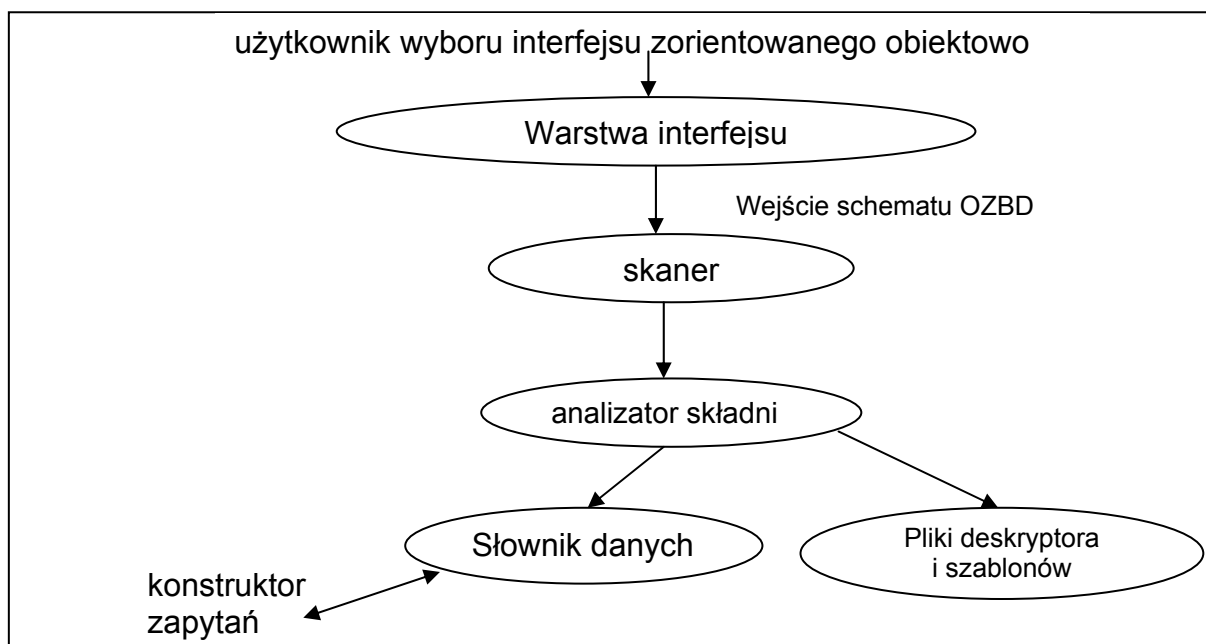 użytkownik wyboru interfejsu zorientowanego obiektowo
Warstwa interfejsu
Wejście schematu OZBD
skaner
analizator składni
Słownik danych
Pliki deskryptora
i szablonów
konstruktor
zapytań